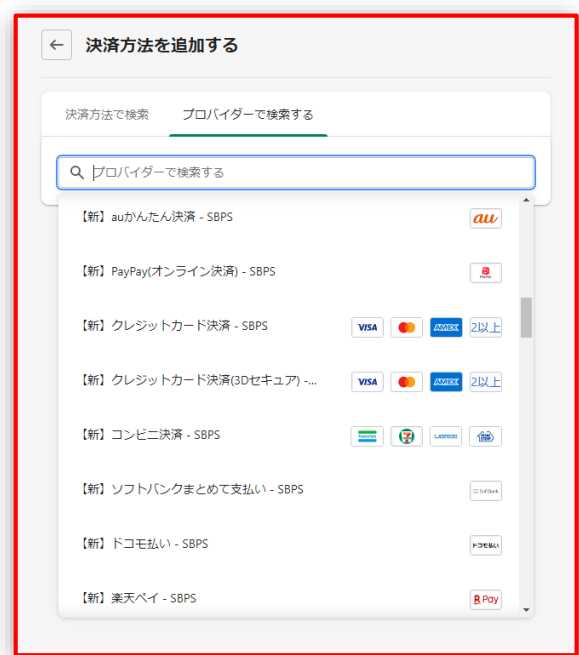 決済方法を追加する
決済方法で検索 プロバイダーで検索する
プロバイダーで検索する
【新】auかんたん決済 - SBPS au
【新】PayPay(オンライン決済) - SBPS PayPay
【新】クレジットカード決済 - SBPS VISA AMEX 2以上
【新】クレジットカード決済(3Dセキュア) -... VISA AMEX 2以上
【新】コンビニ決済 - SBPS FamilyMart 7 LAWSON
【新】ソフトバンクまとめて支払い - SBPS SoftBank
【新】ドコモ払い - SBPS ドコモ払い
【新】楽天ペイ - SBPS R Pay